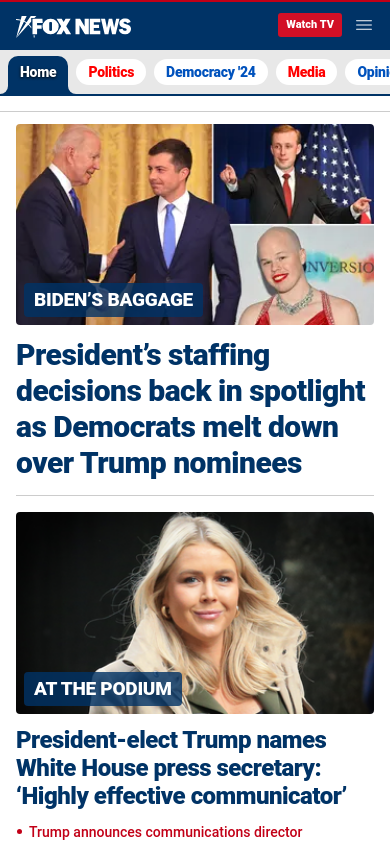 FOX NEWS
Watch TV
Home
Politics
Democracy '24
Media
Opini
NVERSIO
BIDEN'S BAGGAGE
President's staffing
decisions back in spotlight
as Democrats melt down
over Trump nominees
AT THE PODIUM
President-elect Trump names
White House press secretary:
‘Highly effective communicator’
Trump announces communications director